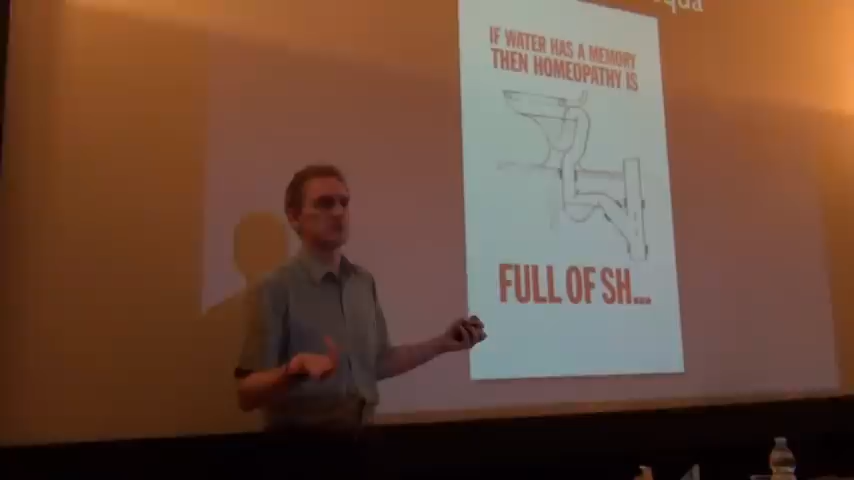 IF WATER HAS A MEMORY
THEN HOMEOPATHY IS
FULL OF SH...